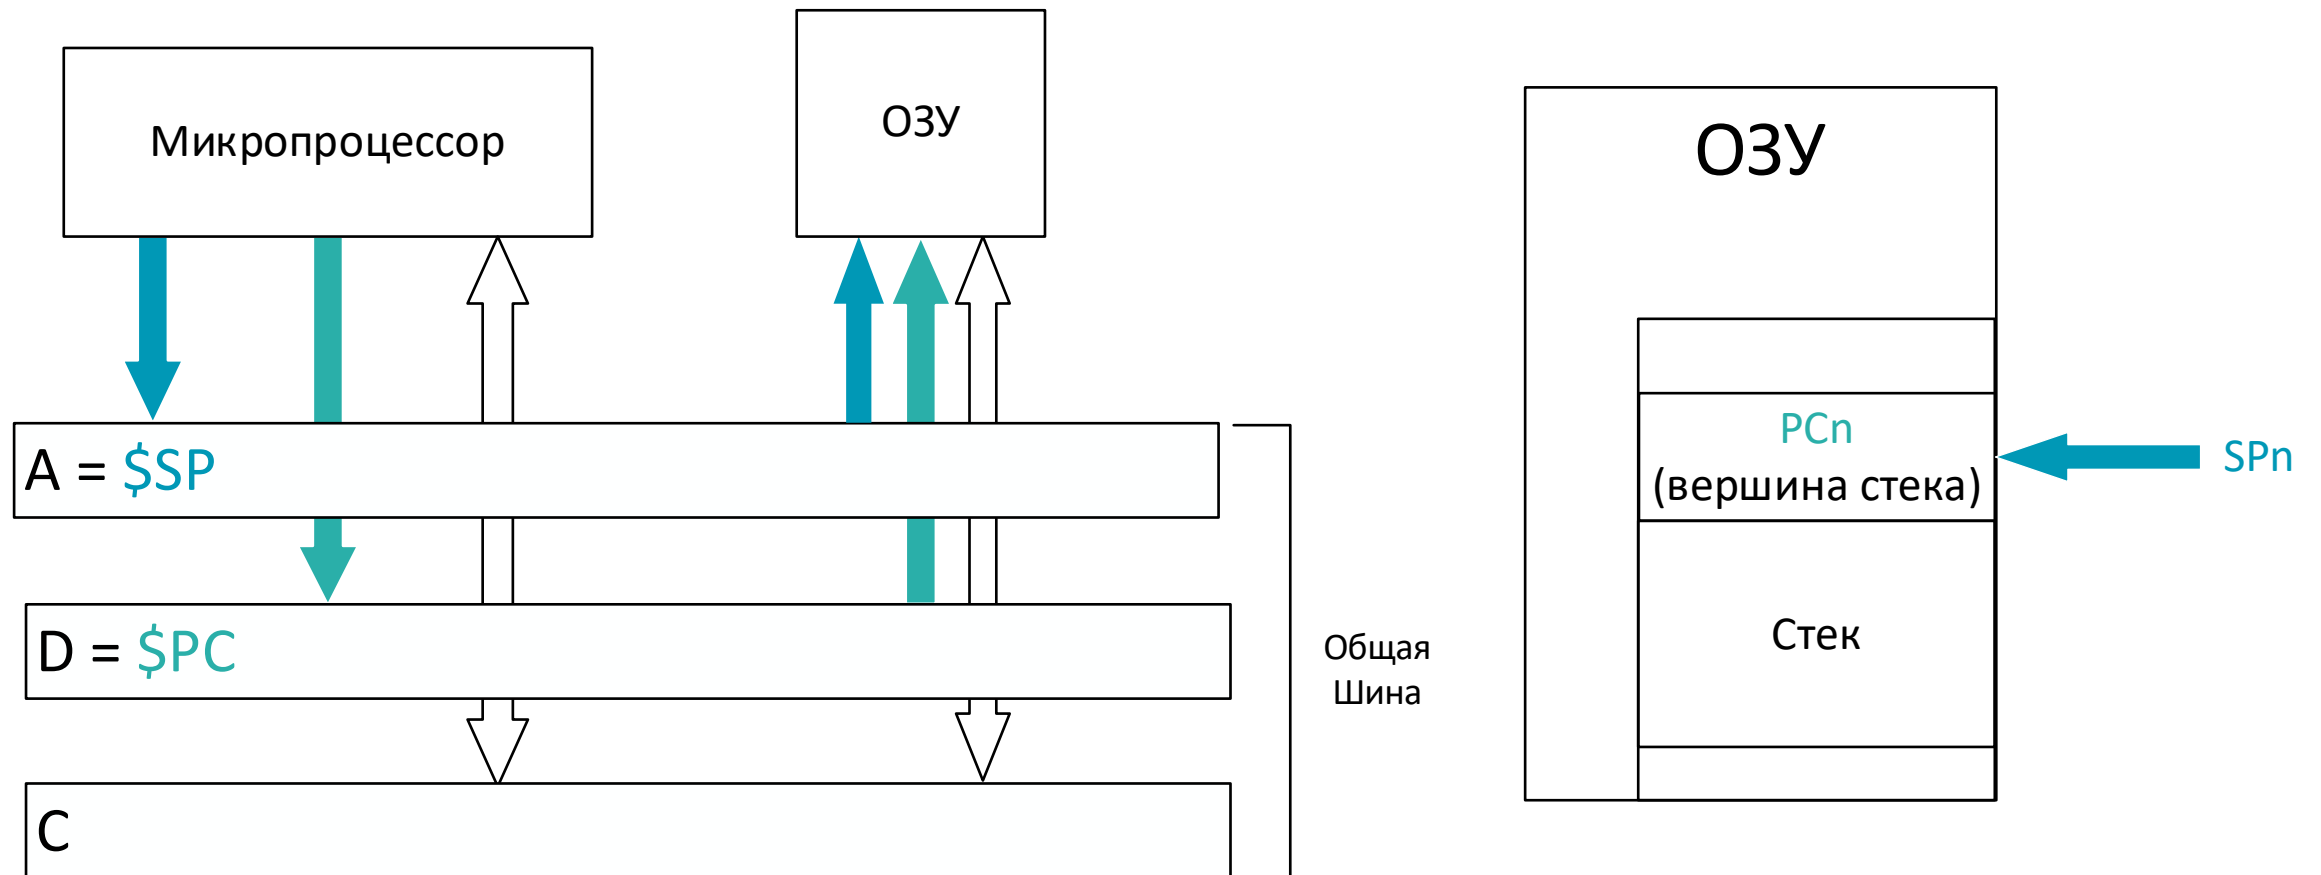 Микропроцессор
ОЗУ
A = $SP
D = $PC
C
Общая
Шина
ОЗУ
PCn
(вершина стека)
Стек
SPn